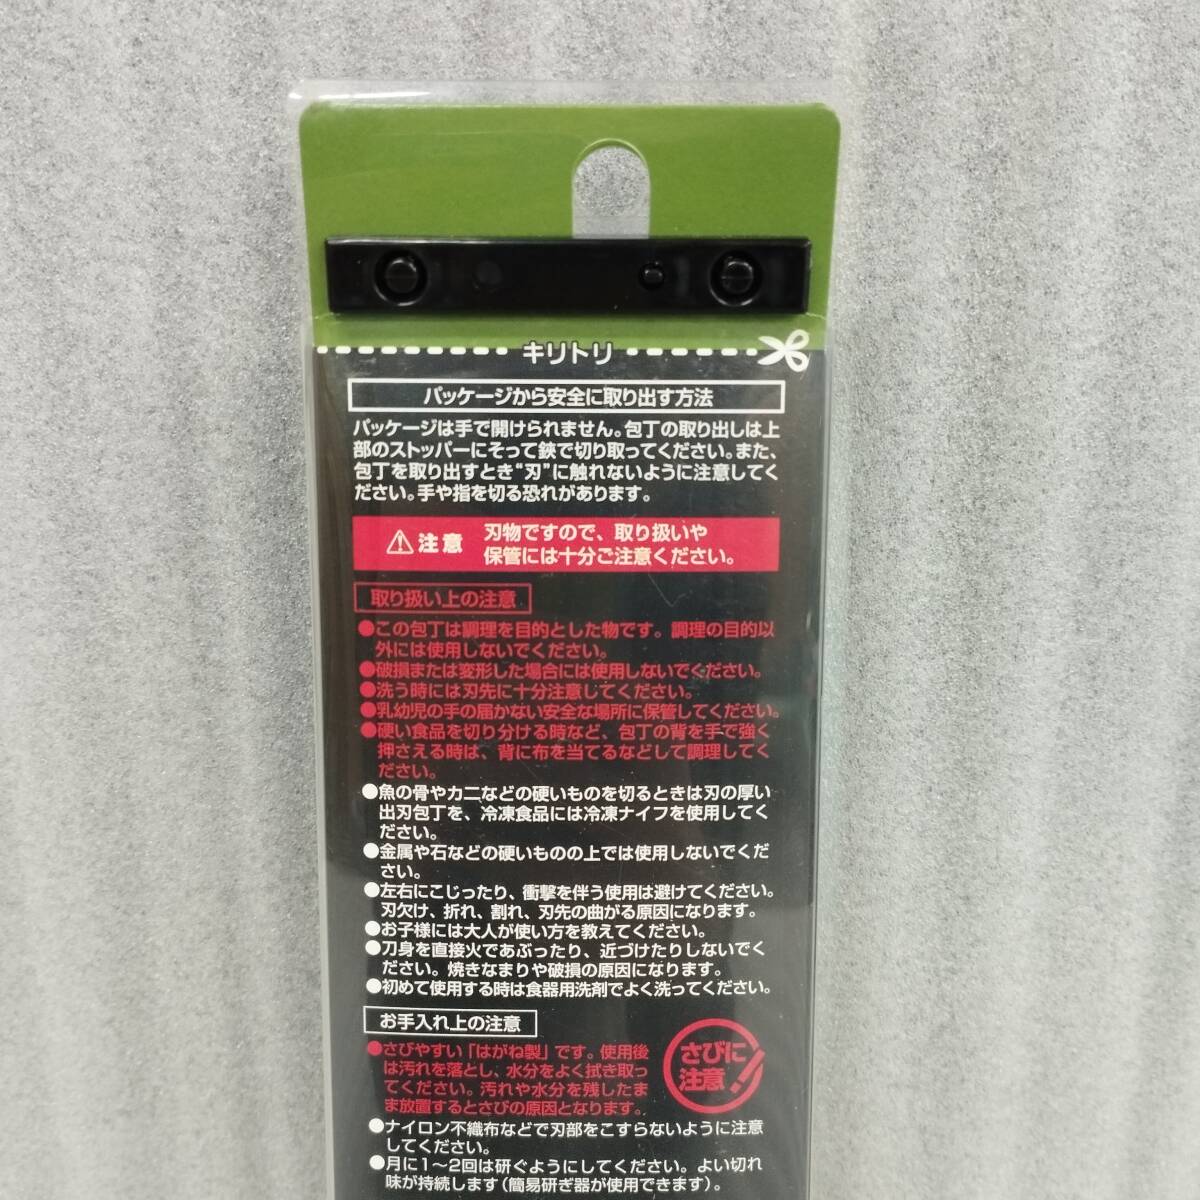 キリトリ
パッケージから安全に取り出す方法
パッケージは手で開けられません。包丁の取り出しは上
部のストッパーにそって鋏で切り取ってください。また、
包丁を取り出すとき“刃”に触れないように注意してく
ださい。手や指を切る恐れがあります。
注意 刃物ですので、取り扱いや
保管には十分ご注意ください。
取り扱い上の注意
●この包丁は調理を目的とした物です。調理の目的以
外には使用しないでください。
●破損または変形した場合には使用しないでください。
●洗う時には刃先に十分注意してください。
●乳幼児の手の届かない安全な場所に保管してください。
●硬い食品を切り分ける時など、包丁の背を手で強く
押さえる時は、背に布を当てるなどして調理してく
ださい。
●魚の骨やカニなどの硬いものを切るときは刃の厚い
出刃包丁を、冷凍食品には冷凍ナイフを使用してく
ださい。
●金属や石などの硬いものの上では使用しないでくだ
さい。
●左右にこじったり、衝撃を伴う使用は避けてください。
刃欠け、折れ、割れ、刃先の曲がる原因になります。
●お子様には大人が使い方を教えてください。
●刀身を直接火であぶったり、近づけたりしないでく
ださい。焼きなまりや破損の原因になります。
●初めて使用する時は食器用洗剤でよく洗ってください。
お手入れ上の注意
●さびやすい「はがね製」です。使用後
は汚れを落とし、水分をよく拭き取っ
てください。汚れや水分を残したま
ま放置するとさびの原因となります。
さびに
注意!
●ナイロン不織布などで刃部をこすらないように注意
してください。
●月に1〜2回は研ぐようにしてください。よい切れ
味が持続します(簡易研ぎ器が使用できます)。